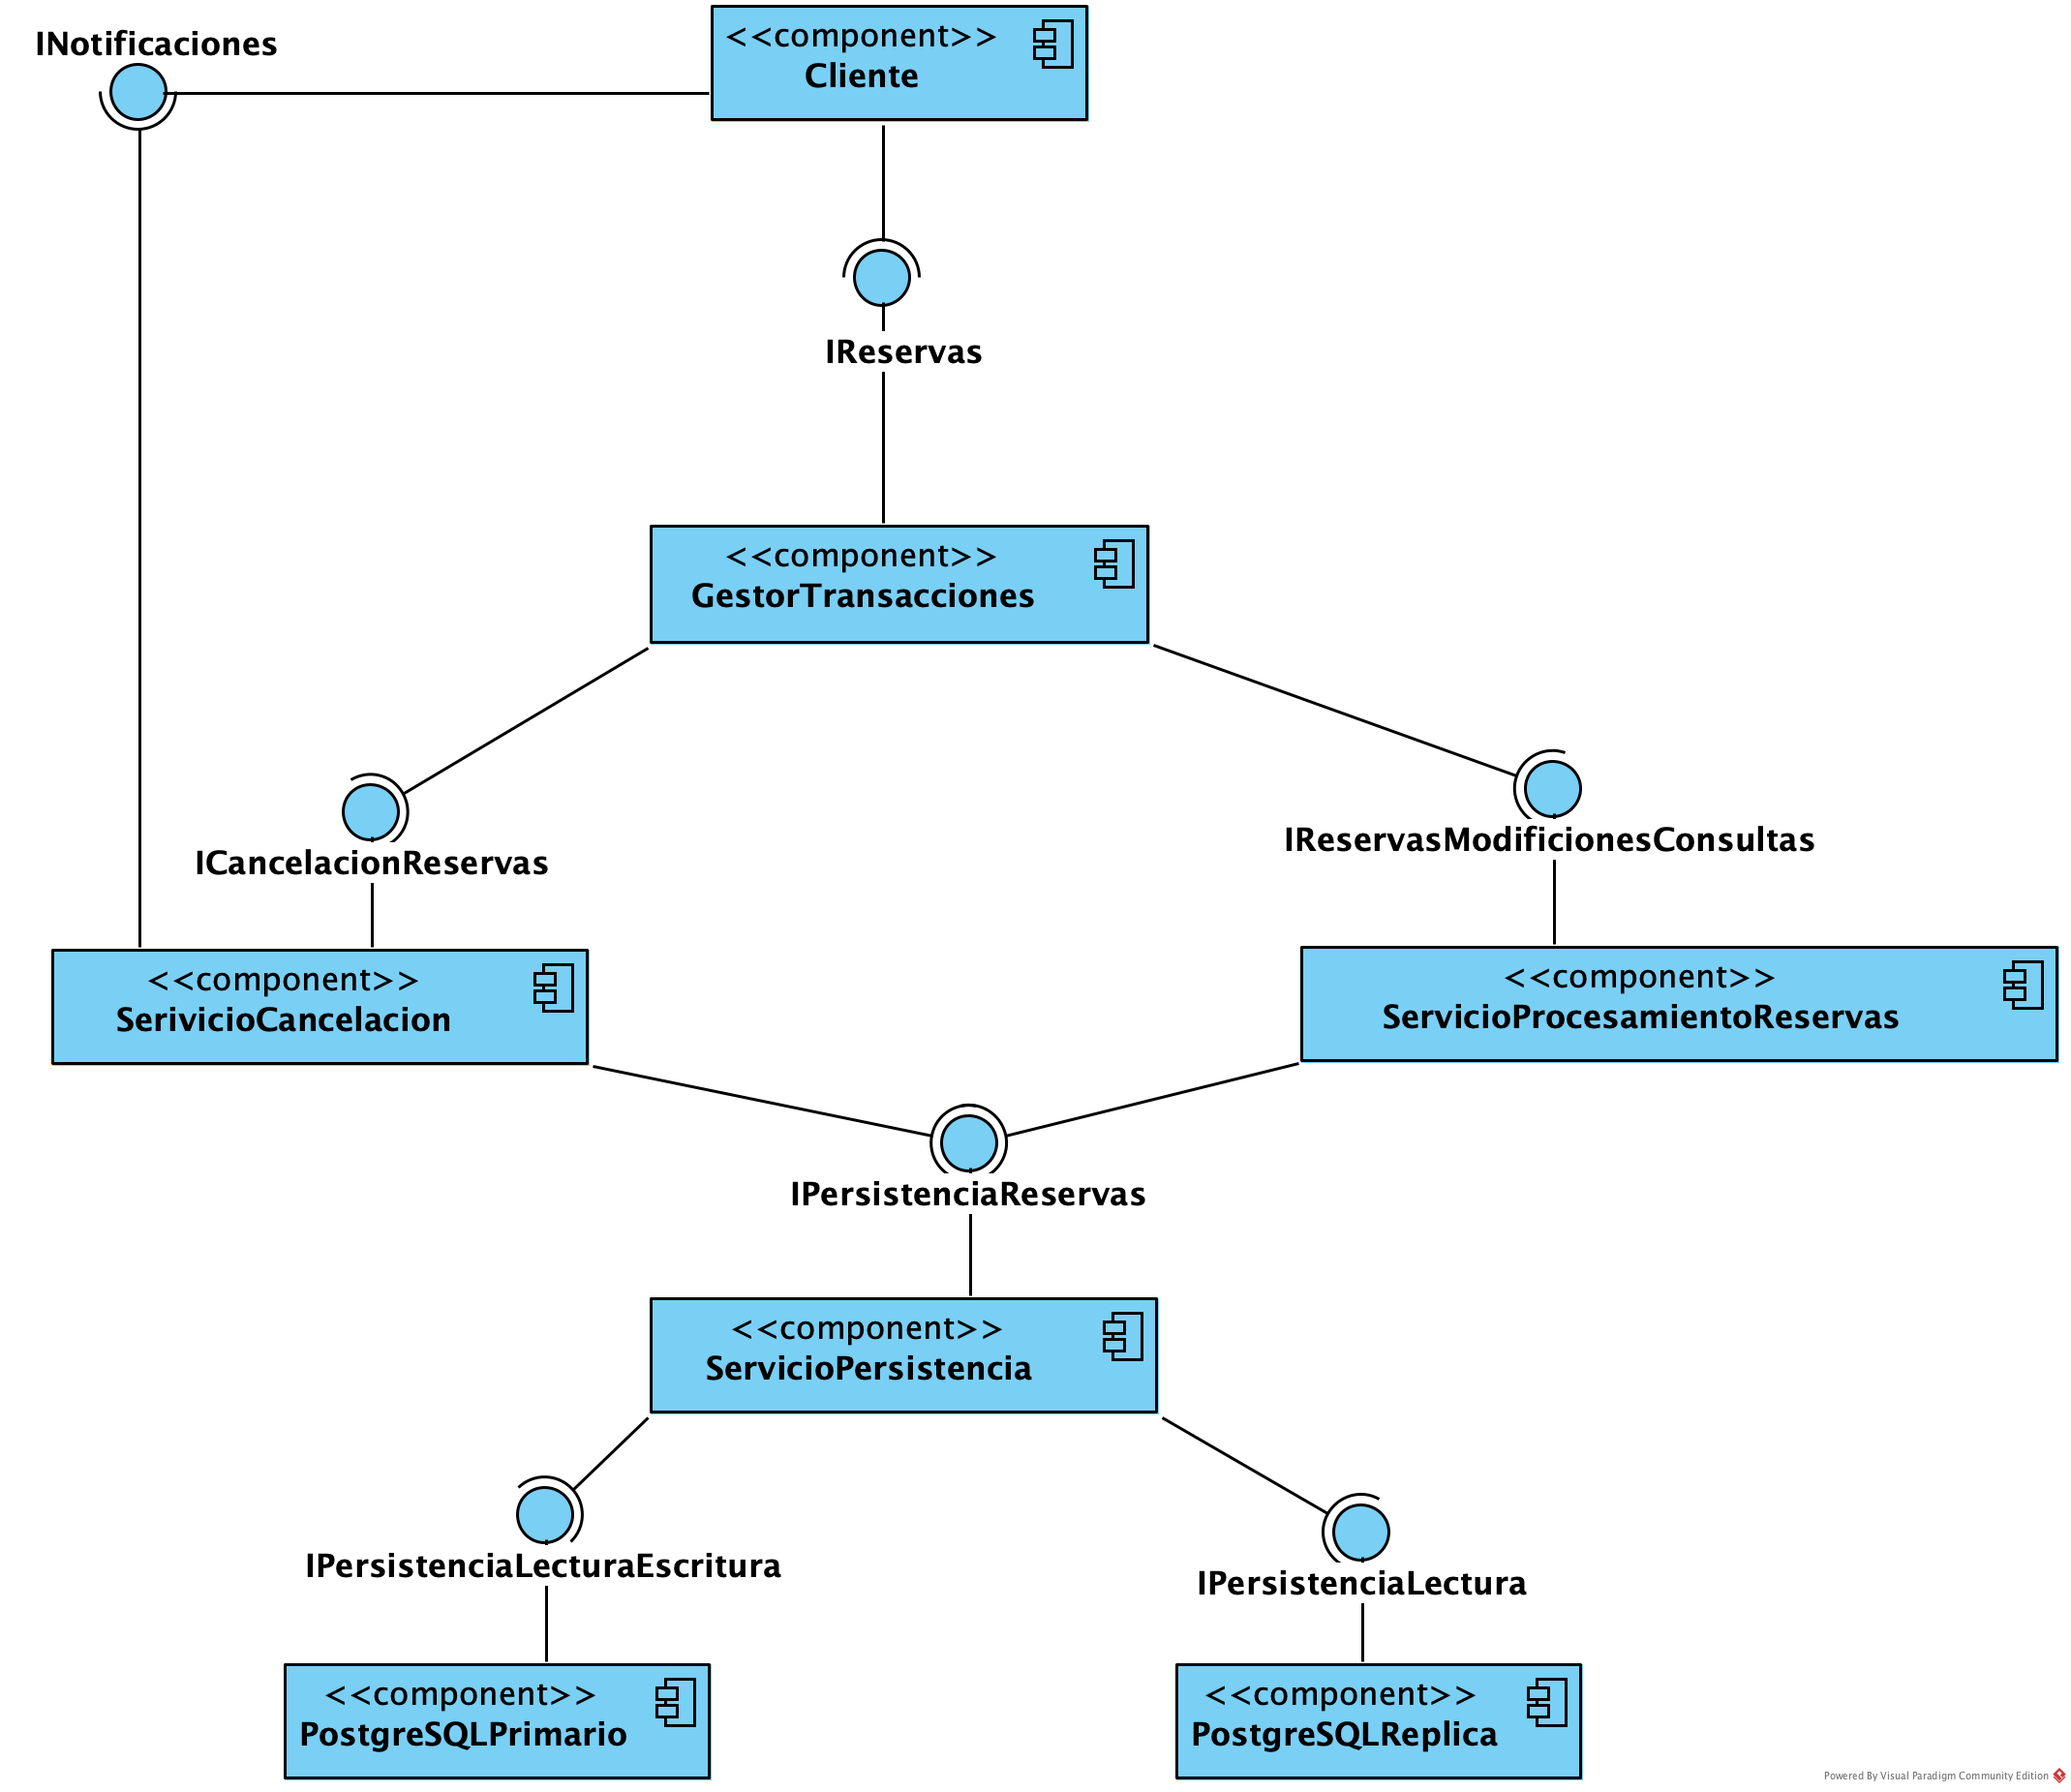 INotificaciones
<<component>>
Cliente
IReservas
<<component>>
GestorTransacciones
ICancelacionReservas
IReservasModificionesConsultas
<<component>>
SerivicioCancelacion
<<component>>
ServicioProcesamientoReservas
IPersistenciaReservas
<<component>>
ServicioPersistencia
IPersistenciaLecturaEscritura
IPersistenciaLectura
<<component>>
PostgreSQLPrimario
<<component>>
PostgreSQLReplica
Powered By Visual Paradigm Community Edition